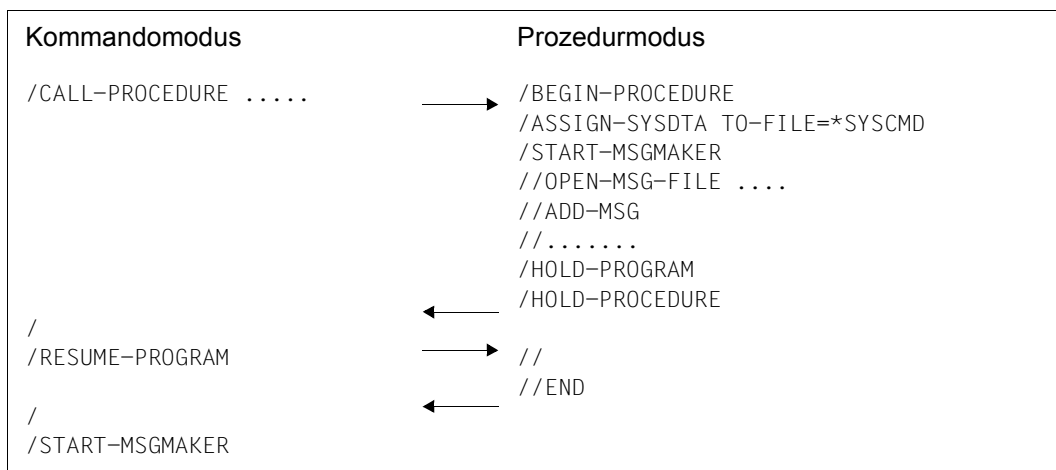 Kommandomodus
/CALL-PROCEDURE .....
/
/RESUME-PROGRAM
/
/START-MSGMAKER
Prozedurmodus
/BEGIN-PROCEDURE
/ASSIGN-SYSDTA TO-FILE=*SYSCMD
/START-MSGMAKER
//OPEN-MSG-FILE ....
//ADD-MSG
//.......
/HOLD-PROGRAM
/HOLD-PROCEDURE
//
//END